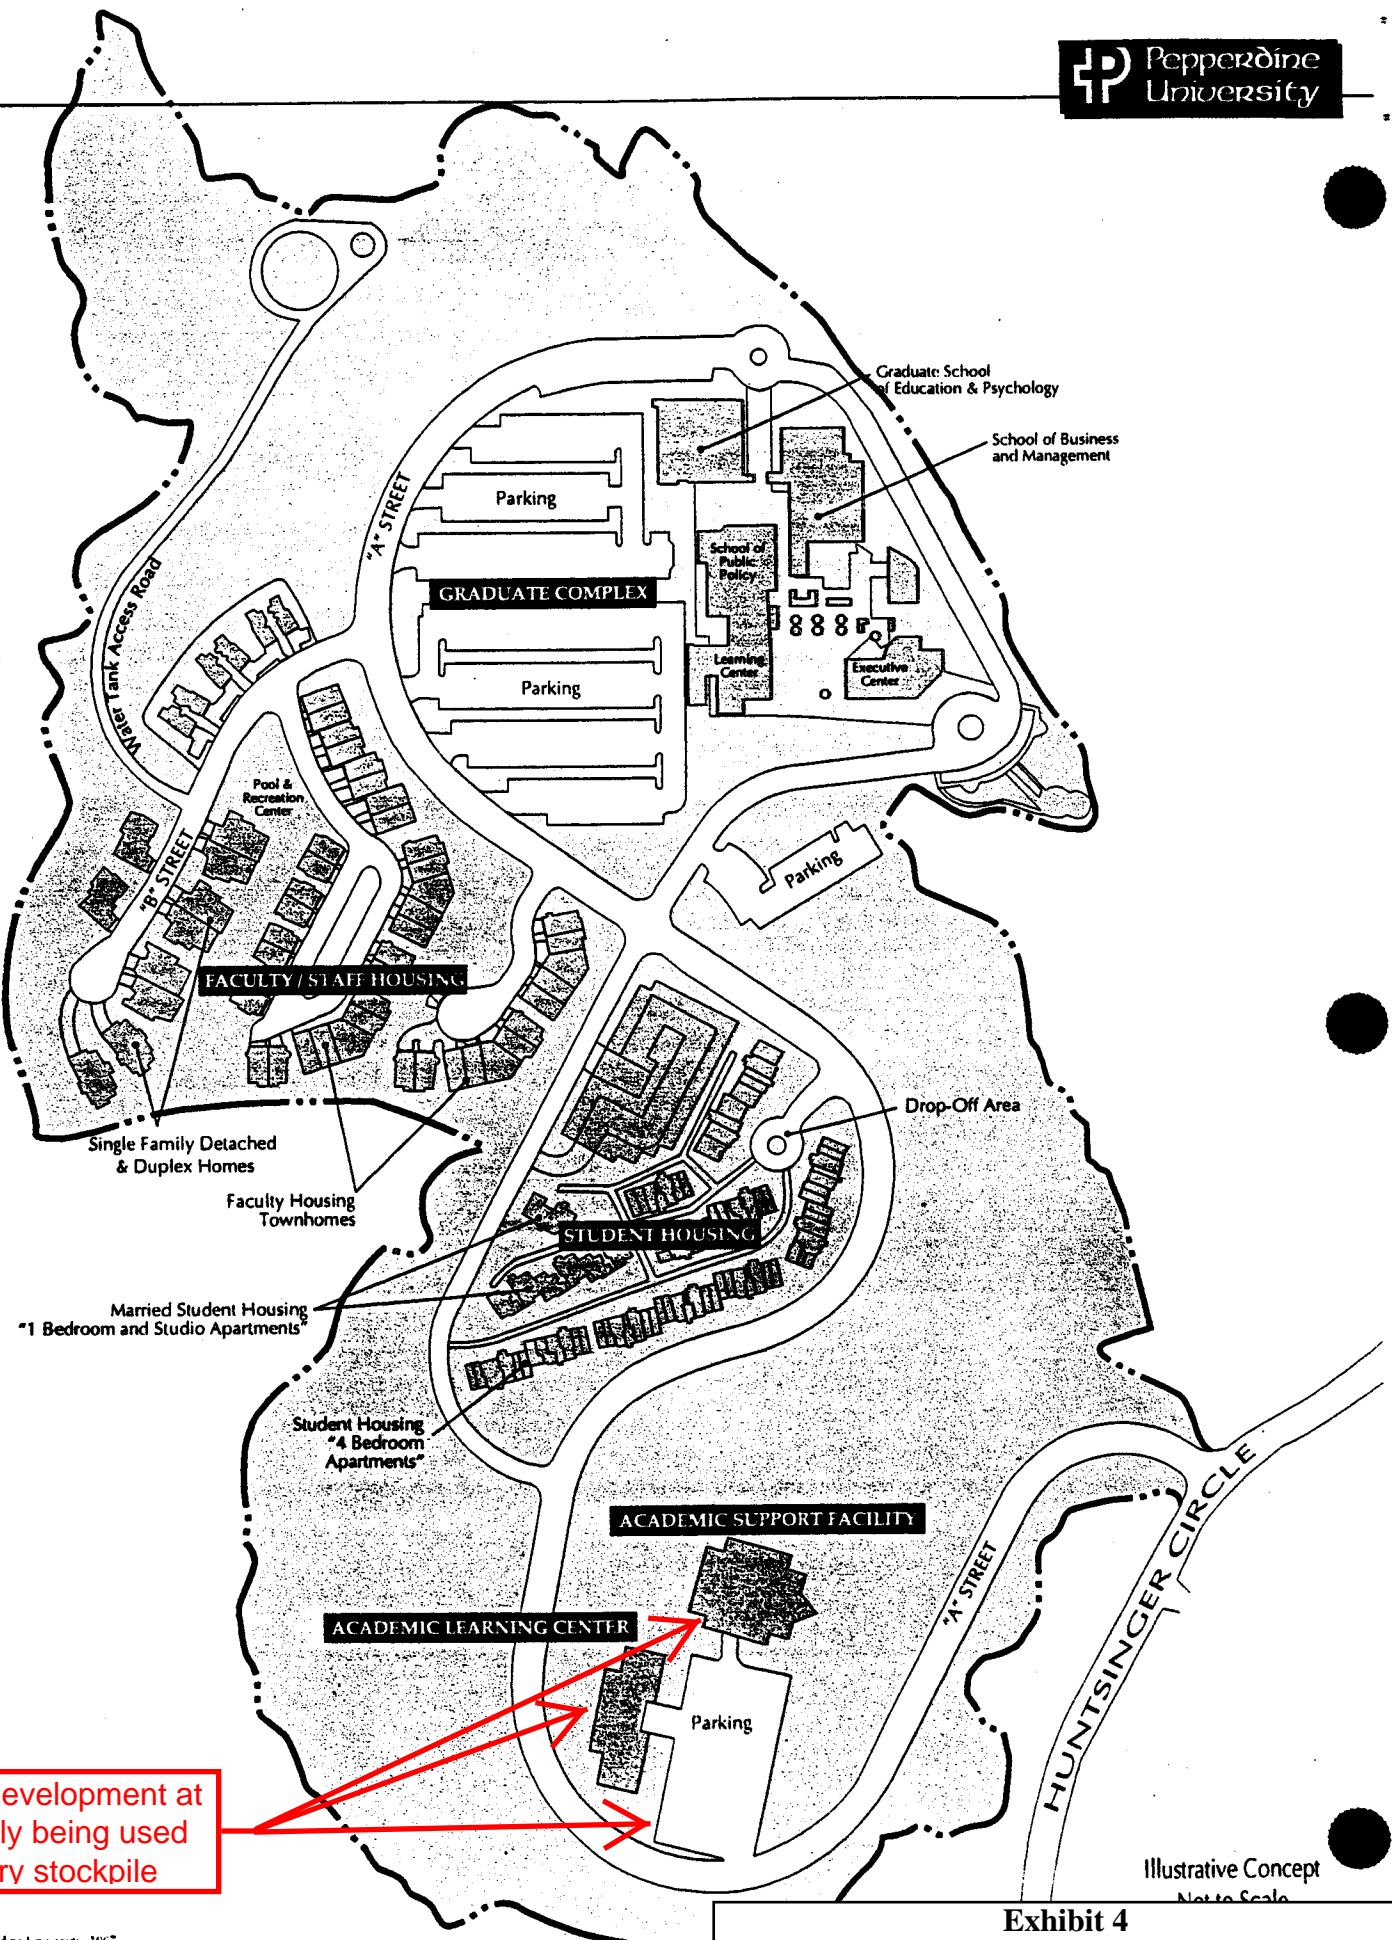 Pepperdine
University
Graduate School
of Education & Psychology
School of Business
and Management
"A" STREET
Parking
School of
Public
Policy
GRADUATE COMPLEX
Water Tank Access Road
Learning
Center
Executive
Center
Parking
Pool &
Recreation
Center
"B" STREET
Parking
FACULTY / STAFF HOUSING
Drop-Off Area
Single Family Detached
& Duplex Homes
Faculty Housing
Townhomes
STUDENT HOUSING
Married Student Housing
"1 Bedroom and Studio Apartments"
Student Housing
"4 Bedroom
Apartments"
HUNTSINGER CIRCLE
ACADEMIC SUPPORT FACILITY
"A" STREET
ACADEMIC LEARNING CENTER
Parking
evelopment at
ly being used
ry stockpile
Illustrative Concept
Not to Scale
Exhibit 4